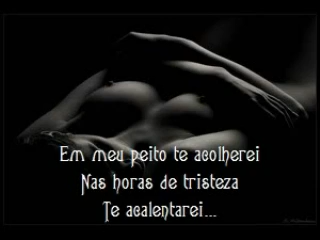 Em meu peito te acolherei
Nas horas de tristeza
Te acalentarei...